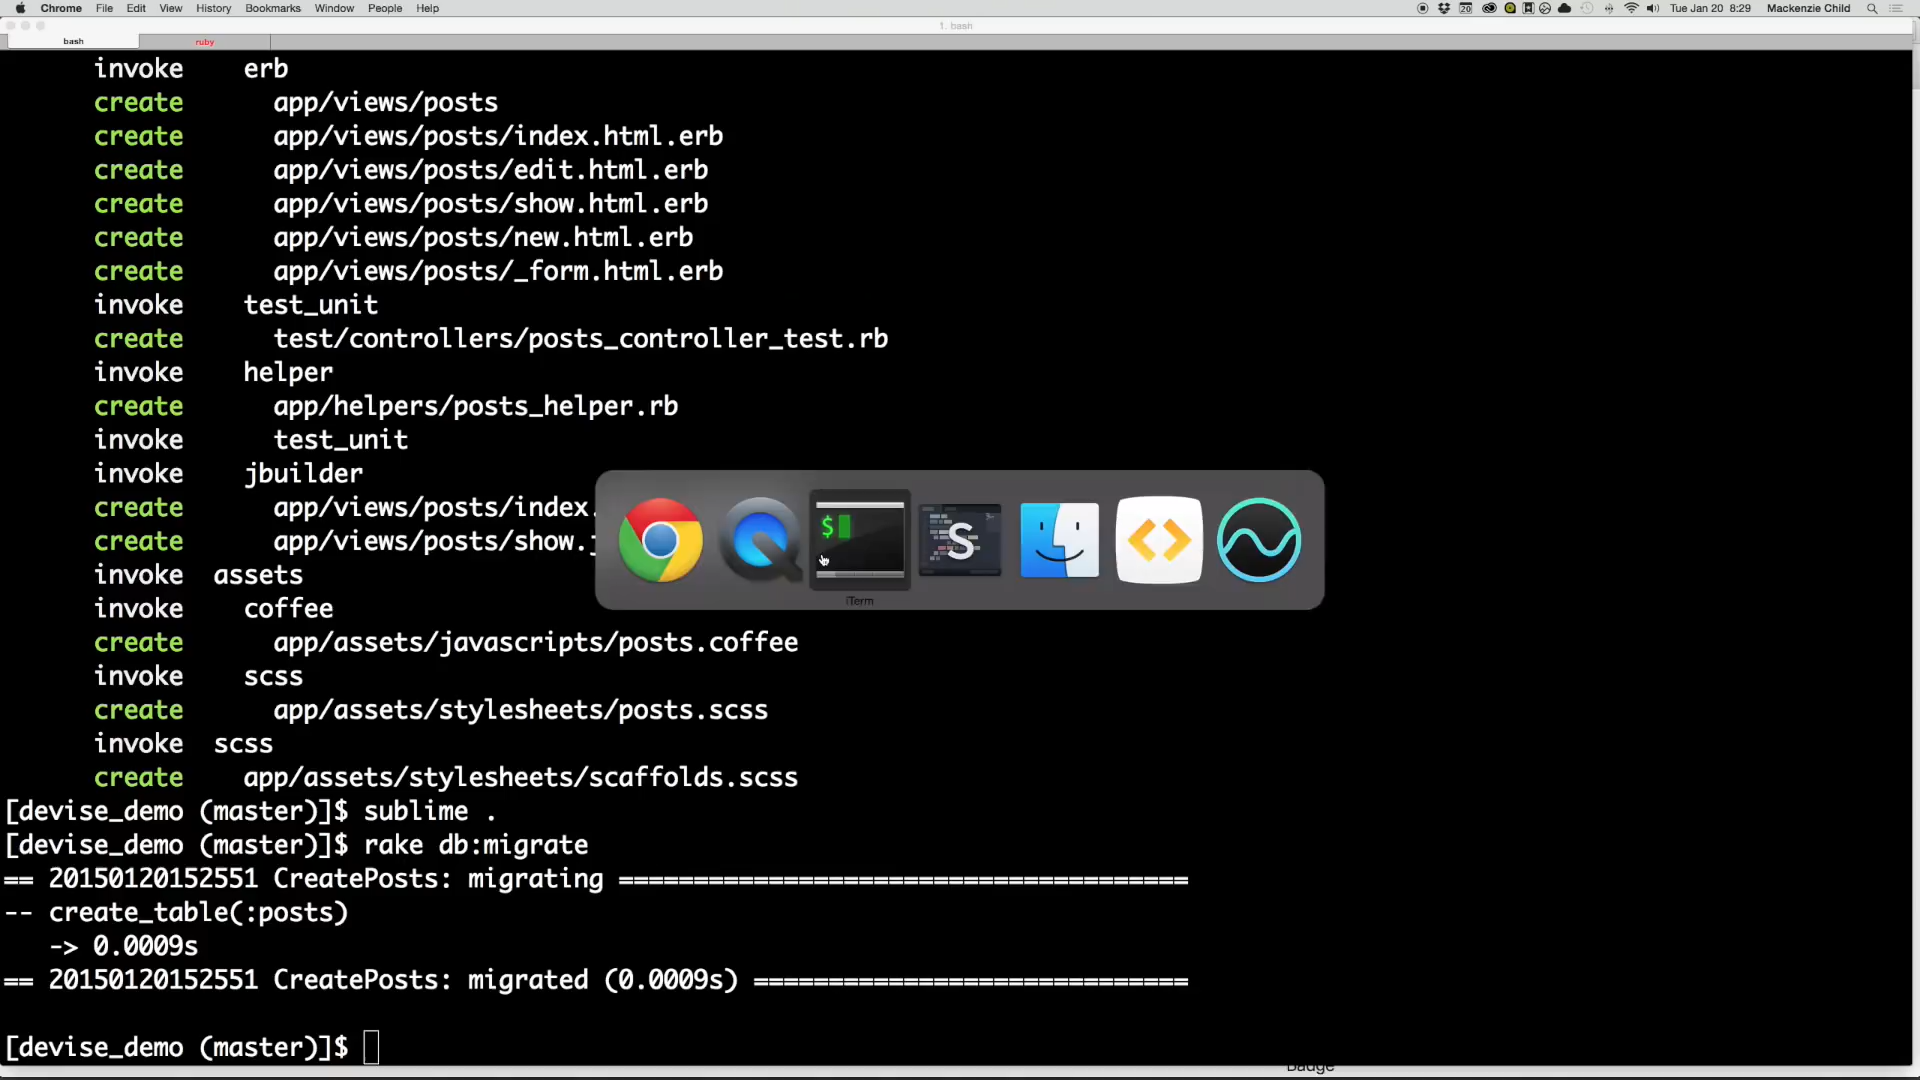 Chrome File Edit View History Bookmarks Window People Help
20 Tue Jan 20 8:29 Mackenzie Child
1. bash
bash ruby
invoke erb
create app/views/posts
create app/views/posts/index.html.erb
create app/views/posts/edit.html.erb
create app/views/posts/show.html.erb
create app/views/posts/new.html.erb
create app/views/posts/_form.html.erb
invoke test_unit
create test/controllers/posts_controller_test.rb
invoke helper
create app/helpers/posts_helper.rb
invoke test_unit
invoke jbuilder
create app/views/posts/index.
create app/views/posts/show.j
invoke assets
invoke coffee
create app/assets/javascripts/posts.coffee
invoke scss
create app/assets/stylesheets/posts.scss
invoke scss
create app/assets/stylesheets/scaffolds.scss
$
S
iTerm
[devise_demo (master)]$ sublime .
[devise_demo (master)]$ rake db:migrate
== 20150120152551 CreatePosts: migrating ======================================
-- create_table(:posts)
-> 0.0009s
== 20150120152551 CreatePosts: migrated (0.0009s) =============================
[devise_demo (master)]$
Badge